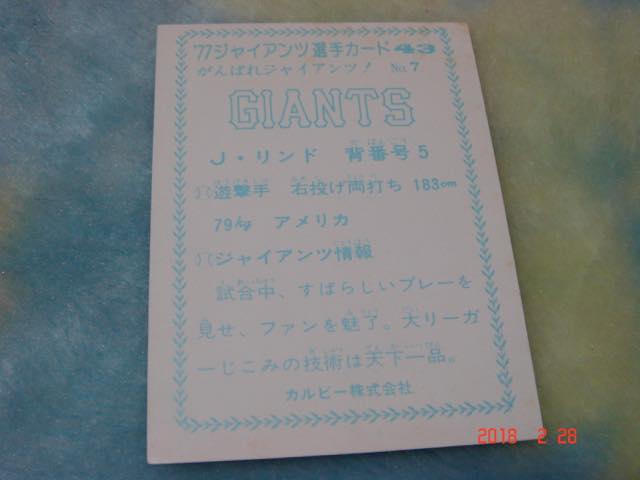 '77ジャイアンツ選手カード 43
がんばれジャイアンツ! No.7
GIANTS
J・リンド 背番号5
遊撃手 右投げ両打ち 183cm
79kg アメリカ
ジャイアンツ情報
試合中、すばらしいプレーを
見せ、ファンを魅了。大リーガ
ーじこみの技術は天下一品。
カルビー株式会社
2018 2 28